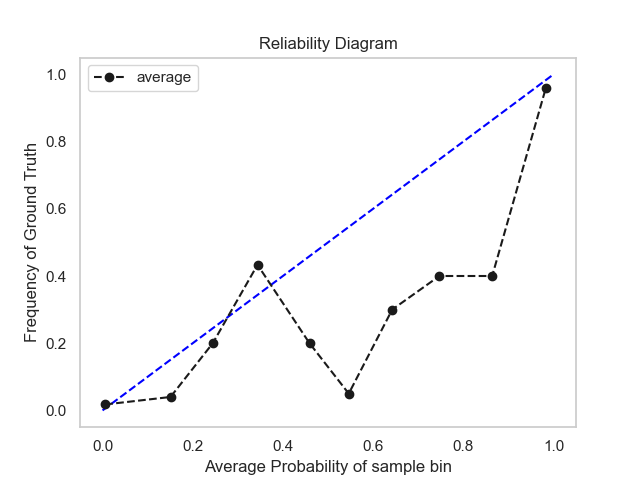 Reliability Diagram
average
Frequency of Ground Truth
1.0
0.8
0.6
0.4
0.2
0.0
0.0 0.2 0.4 0.6 0.8 1.0
Average Probability of sample bin